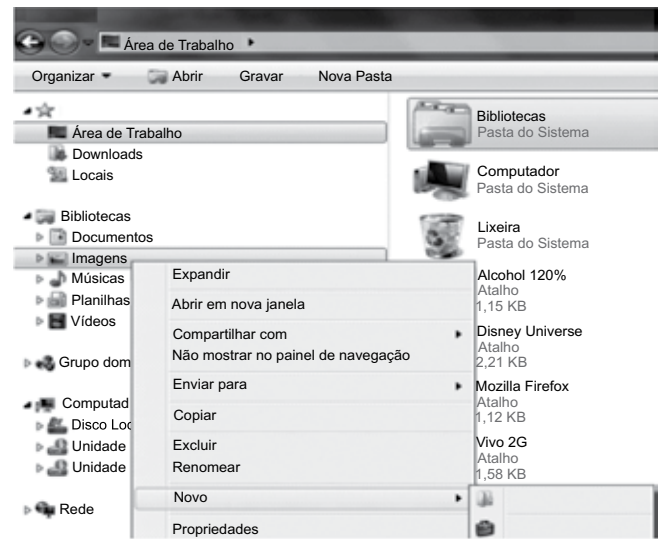 Área de Trabalho
Organizar Abrir Gravar Nova Pasta
Área de Trabalho
Downloads
Locais
Bibliotecas
Documentos
Imagens
Músicas
Planilhas
Vídeos
Grupo dom
Computad
Disco Loc
Unidade
Unidade
Rede
Expandir
Abrir em nova janela
Compartilhar com
Não mostrar no painel de navegação
Enviar para
Copiar
Excluir
Renomear
Novo
Propriedades
Bibliotecas
Pasta do Sistema
Computador
Pasta do Sistema
Lixeira
Pasta do Sistema
Alcohol 120%
Atalho
1,15 KB
Disney Universe
Atalho
2,21 KB
Mozilla Firefox
Atalho
1,12 KB
Vivo 2G
Atalho
1,58 KB